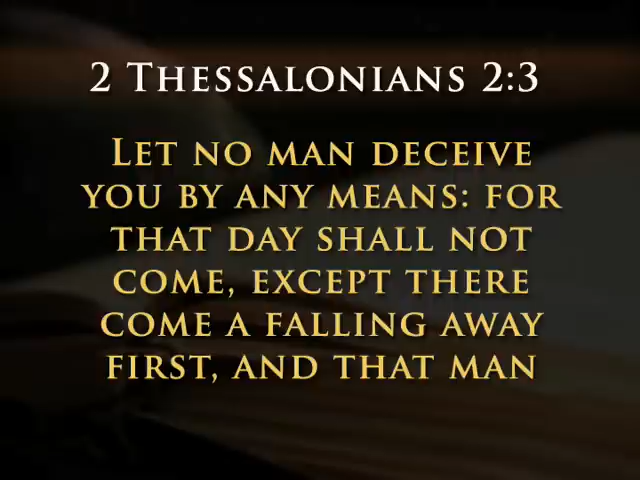 2 Thessalonians 2:3
Let no man deceive
you by any means: for
that day shall not
come, except there
come a falling away
first, and that man